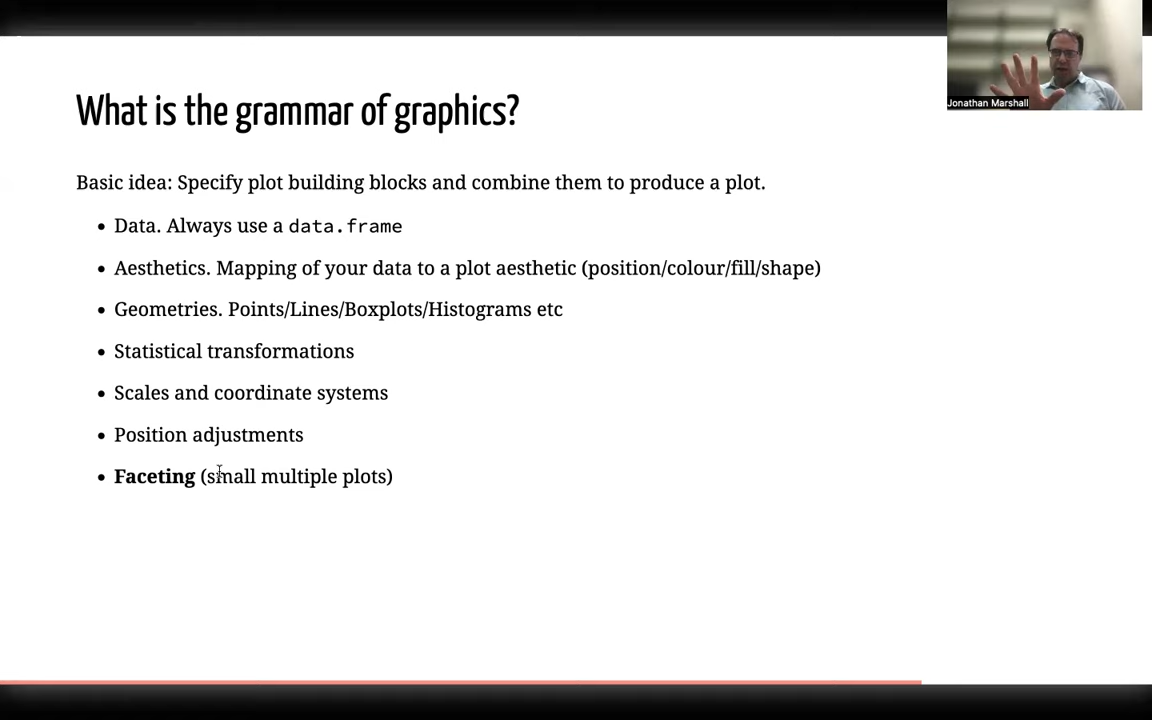 Jonathan Marshall
What is the grammar of graphics?
Basic idea: Specify plot building blocks and combine them to produce a plot.
• Data. Always use a data.frame
• Aesthetics. Mapping of your data to a plot aesthetic (position/colour/fill/shape)
• Geometries. Points/Lines/Boxplots/Histograms etc
• Statistical transformations
• Scales and coordinate systems
• Position adjustments
• Faceting (small multiple plots)